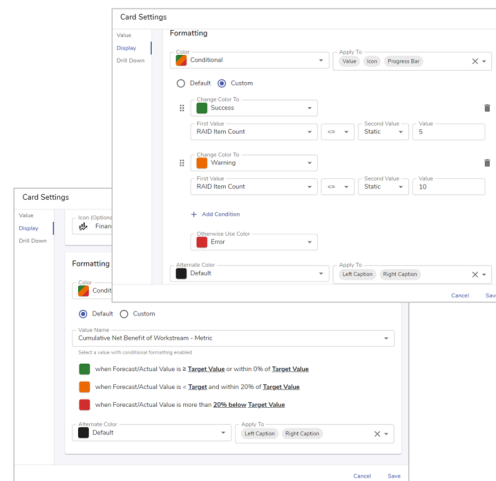 Card Settings
Value
Display
Drill Down
Formatting
Color
Conditional
Apply To
Value Icon Progress Bar
Default Custom
Change Color To
Success
First Value
RAID Item Count
<=
Second Value
Static
Value
5
Change Color To
Warning
First Value
RAID Item Count
<=
Second Value
Static
Value
10
+ Add Condition
Otherwise Use Color
Error
Alternate Color
Default
Apply To
Left Caption Right Caption
Cancel Save
Card Settings
Value
Display
Drill Down
Formatting
Color
Default Custom
Value Name
Cumulative Net Benefit of Workstream - Metric
Select a value with conditional formatting enabled
when Forecast/Actual Value is ≥ Target Value or within 0% of Target Value
when Forecast/Actual Value is < Target and within 20% of Target Value
when Forecast/Actual Value is more than 20% below Target Value
Alternate Color
Default
Apply To
Left Caption Right Caption
Cancel Save